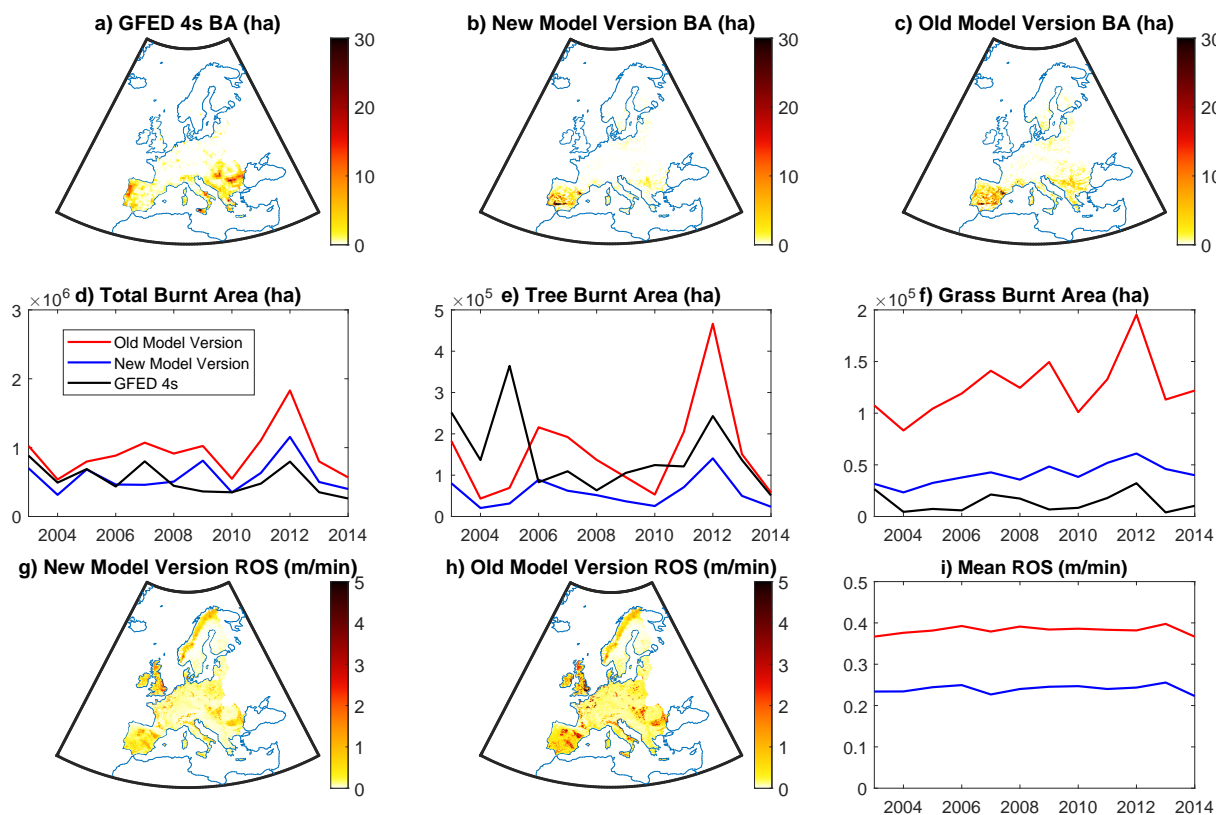 a) GFED 4s BA (ha)
b) New Model Version BA (ha)
c) Old Model Version BA (ha)
30
20
10
0
30
20
10
0
30
20
10
0
×10^6 d) Total Burnt Area (ha)
3
2
1
0
Old Model Version
New Model Version
GFED 4s
2004 2006 2008 2010 2012 2014
×10^5 e) Tree Burnt Area (ha)
5
4
3
2
1
0
2004 2006 2008 2010 2012 2014
×10^5 f) Grass Burnt Area (ha)
2
1.5
1
0.5
0
2004 2006 2008 2010 2012 2014
g) New Model Version ROS (m/min)
5
4
3
2
1
0
h) Old Model Version ROS (m/min)
5
4
3
2
1
0
i) Mean ROS (m/min)
0.5
0.4
0.3
0.2
0.1
0
2004 2006 2008 2010 2012 2014